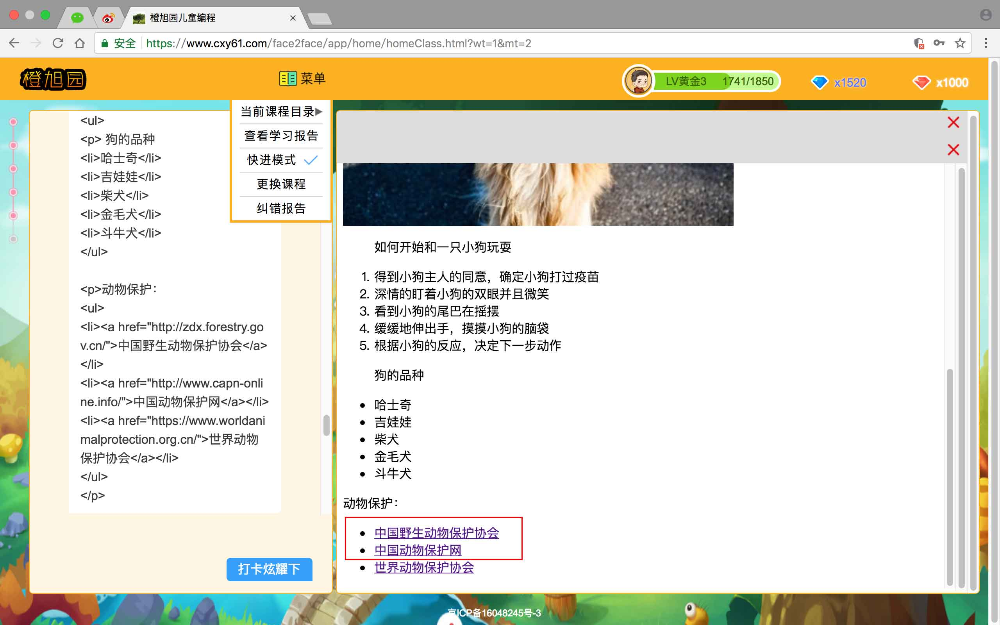 橙旭园儿童编程
安全 https://www.cxy61.com/face2face/app/home/homeClass.html?wt=1&mt=2
橙旭园
菜单
LV黄金3 1741/1850
x1520
x1000
当前课程目录▶
查看学习报告
快进模式
更换课程
纠错报告
<ul>
<p> 狗的品种
<li>哈士奇</li>
<li>吉娃娃</li>
<li>柴犬</li>
<li>金毛犬</li>
<li>斗牛犬</li>
</ul>
<p>动物保护：
<ul>
<li><a href="http://zdx.forestry.go
v.cn/">中国野生动物保护协会</a>
</li>
<li><a href="http://www.capn-onli
ne.info/">中国动物保护网</a></li>
<li><a href="https://www.worldani
malprotection.org.cn/">世界动物
保护协会</a></li>
</ul>
</p>
打卡炫耀下
如何开始和一只小狗玩耍
1. 得到小狗主人的同意，确定小狗打过疫苗
2. 深情的盯着小狗的双眼并且微笑
3. 看到小狗的尾巴在摇摆
4. 缓缓地伸出手，摸摸小狗的脑袋
5. 根据小狗的反应，决定下一步动作
狗的品种
• 哈士奇
• 吉娃娃
• 柴犬
• 金毛犬
• 斗牛犬
动物保护：
• 中国野生动物保护协会
• 中国动物保护网
• 世界动物保护协会
京ICP备16048245号-3